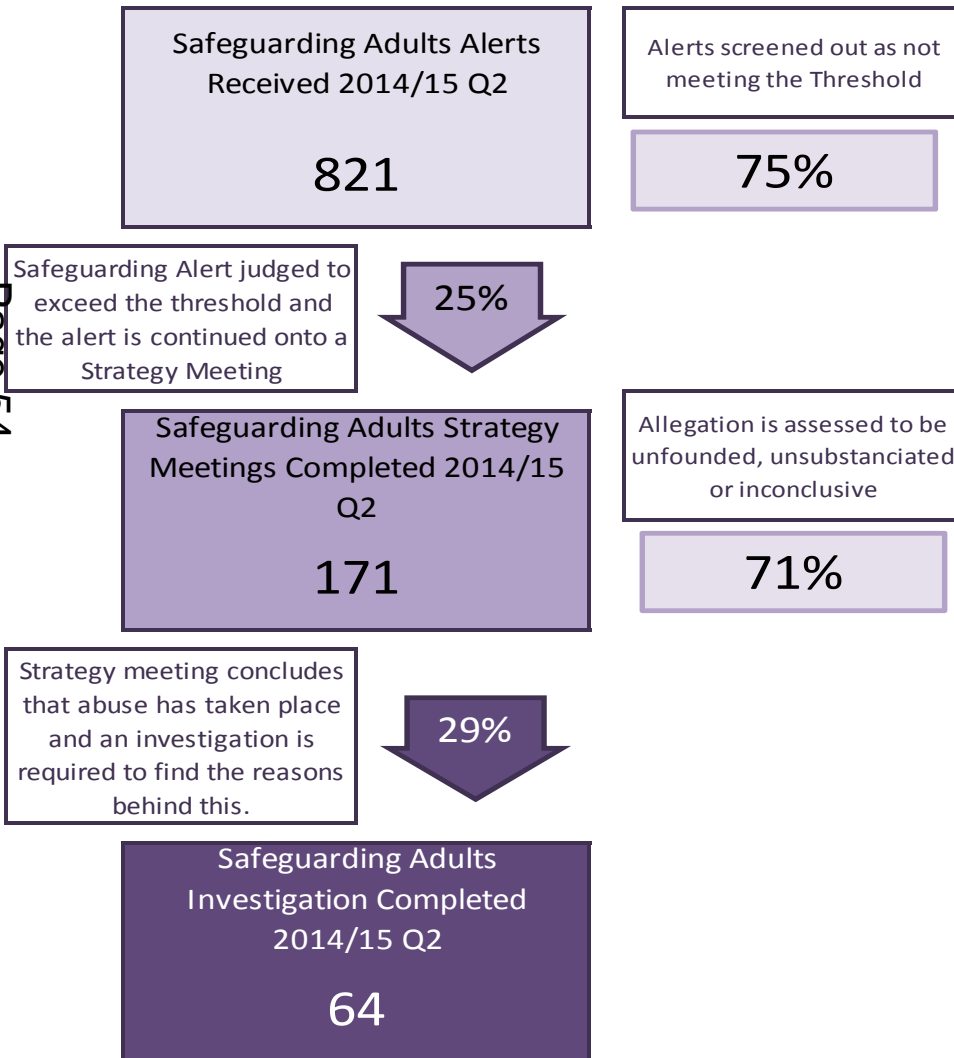 Safeguarding Adults Alerts
Received 2014/15 Q2
821
Alerts screened out as not
meeting the Threshold
75%
Safeguarding Alert judged to
exceed the threshold and
the alert is continued onto a
Strategy Meeting
25%
Safeguarding Adults Strategy
Meetings Completed 2014/15
Q2
171
Allegation is assessed to be
unfounded, unsubstanciated
or inconclusive
71%
Strategy meeting concludes
that abuse has taken place
and an investigation is
required to find the reasons
behind this.
29%
Safeguarding Adults
Investigation Completed
2014/15 Q2
64